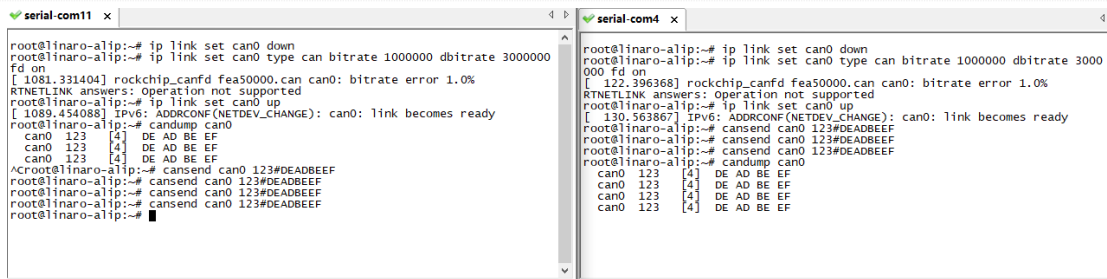 serial-com11 x
root@linaro-alip:~# ip link set can0 down
root@linaro-alip:~# ip link set can0 type can bitrate 1000000 dbitrate 3000000
fd on
[ 1081.331404] rockchip_canfd fea50000.can can0: bitrate error 1.0%
RTNETLINK answers: Operation not supported
root@linaro-alip:~# ip link set can0 up
[ 1089.454088] IPv6: ADDRCONF(NETDEV_CHANGE): can0: link becomes ready
root@linaro-alip:~# candump can0
can0 123 [4] DE AD BE EF
can0 123 [4] DE AD BE EF
can0 123 [4] DE AD BE EF
^Croot@linaro-alip:~# cansend can0 123#DEADBEEF
root@linaro-alip:~# cansend can0 123#DEADBEEF
root@linaro-alip:~# cansend can0 123#DEADBEEF
root@linaro-alip:~# cansend can0 123#DEADBEEF
root@linaro-alip:~#
serial-com4 x
root@linaro-alip:~# ip link set can0 down
root@linaro-alip:~# ip link set can0 type can bitrate 1000000 dbitrate 3000
000 fd on
[ 122.396368] rockchip_canfd fea50000.can can0: bitrate error 1.0%
RTNETLINK answers: Operation not supported
root@linaro-alip:~# ip link set can0 up
[ 130.563867] IPv6: ADDRCONF(NETDEV_CHANGE): can0: link becomes ready
root@linaro-alip:~# cansend can0 123#DEADBEEF
root@linaro-alip:~# cansend can0 123#DEADBEEF
root@linaro-alip:~# cansend can0 123#DEADBEEF
root@linaro-alip:~# candump can0
can0 123 [4] DE AD BE EF
can0 123 [4] DE AD BE EF
can0 123 [4] DE AD BE EF
can0 123 [4] DE AD BE EF